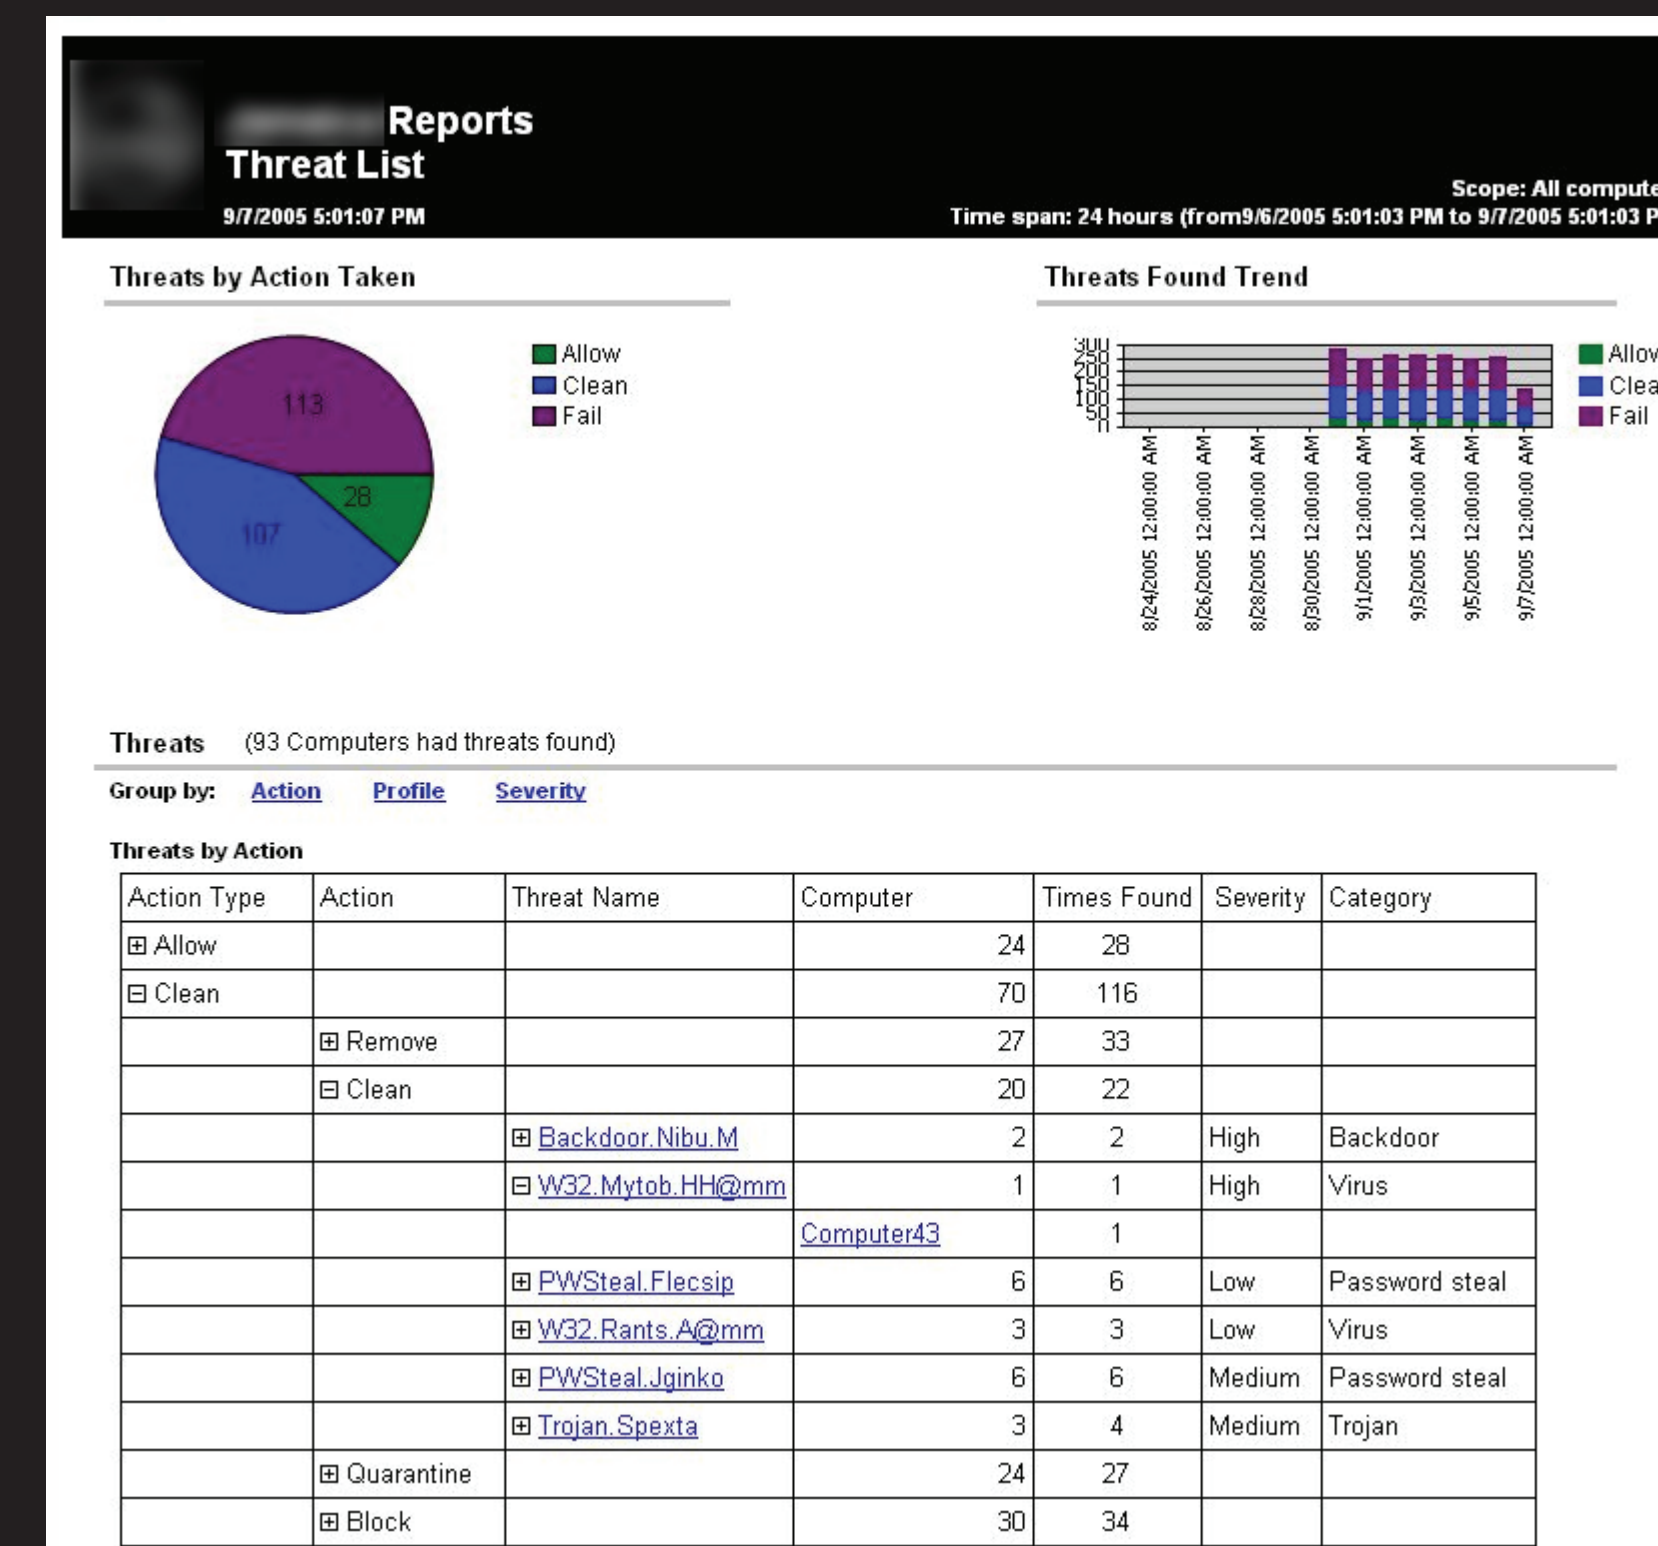 Reports
Threat List
9/7/2005 5:01:07 PM
Scope: All compute
Time span: 24 hours (from9/6/2005 5:01:03 PM to 9/7/2005 5:01:03 P
Threats by Action Taken
113
28
107
Allow
Clean
Fail
Threats Found Trend
300
250
200
150
100
50
0
8/24/2005 12:00:00 AM
8/26/2005 12:00:00 AM
8/28/2005 12:00:00 AM
8/30/2005 12:00:00 AM
9/1/2005 12:00:00 AM
9/3/2005 12:00:00 AM
9/5/2005 12:00:00 AM
9/7/2005 12:00:00 AM
Allow
Clea
Fail
Threats (93 Computers had threats found)
Group by: Action Profile Severity
Threats by Action
Action Type Action Threat Name Computer Times Found Severity Category
Allow 24 28
Clean 70 116
Remove 27 33
Clean 20 22
Backdoor.Nibu.M 2 2 High Backdoor
W32.Mytob.HH@mm 1 1 High Virus
Computer43 1
PWSteal.Flecsip 6 6 Low Password steal
W32.Rants.A@mm 3 3 Low Virus
PWSteal.Jginko 6 6 Medium Password steal
Trojan.Spexta 3 4 Medium Trojan
Quarantine 24 27
Block 30 34